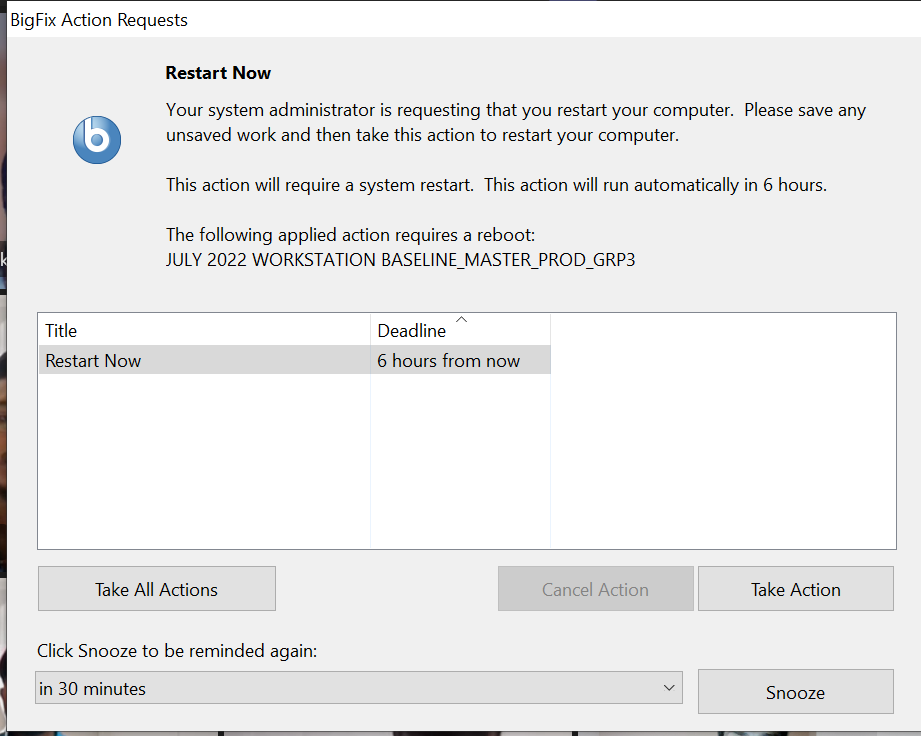 BigFix Action Requests
Restart Now
Your system administrator is requesting that you restart your computer.  Please save any
unsaved work and then take this action to restart your computer.
This action will require a system restart.  This action will run automatically in 6 hours.
The following applied action requires a reboot:
JULY 2022 WORKSTATION BASELINE_MASTER_PROD_GRP3
Title Deadline
Restart Now 6 hours from now
Take All Actions Cancel Action Take Action
Click Snooze to be reminded again:
in 30 minutes Snooze